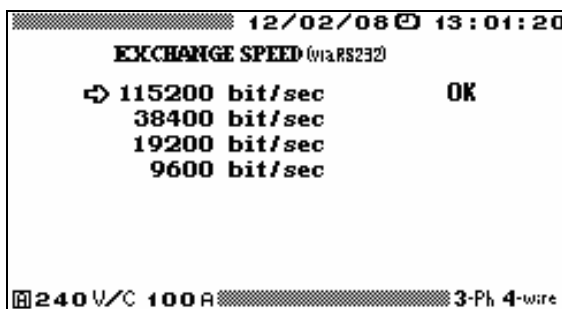 12/02/08 13:01:20
EXCHANGE SPEED (via RS232)
115200 bit/sec OK
38400 bit/sec
19200 bit/sec
9600 bit/sec
A 240 V/C 100 A 3-Ph 4-wire